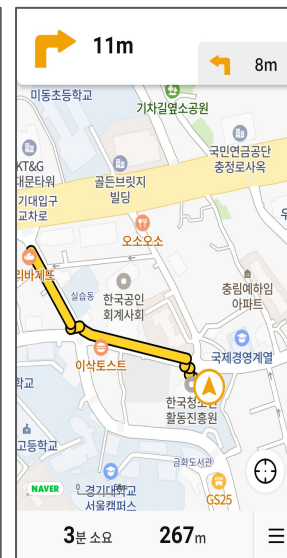 11m
8m
미동초등학교
기차길옆소공원
국민연금공단
충정로사옥
KT&G
대문타워
골든브릿지
빌딩
기대입구
교차로
오소오소
리바게뜨
실습동
한국공인
회계사회
충림예하임
아파트
국제경영계열
이삭토스트
학교
한국청소년
활동진흥원
고등학교
금화도서관
NAVER
0
경기대학교
서울캠퍼스
GS25
3분 소요
267m